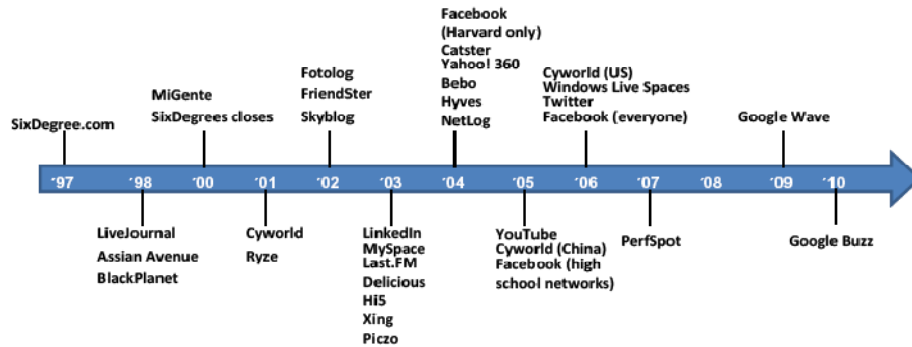 SixDegree.com
MiGente
SixDegrees closes
Fotolog
FriendSter
Skyblog
Facebook
(Harvard only)
Catster
Yahoo! 360
Bebo
Hyves
NetLog
Cyworld (US)
Windows Live Spaces
Twitter
Facebook (everyone)
Google Wave
´97 ´98 ´00 ´01 ´02 ´03 ´04 ´05 ´06 ´07 ´08 ´09 ´10
LiveJournal
Assian Avenue
BlackPlanet
Cyworld
Ryze
LinkedIn
MySpace
Last.FM
Delicious
Hi5
Xing
Piczo
YouTube
Cyworld (China)
Facebook (high
school networks)
PerfSpot
Google Buzz